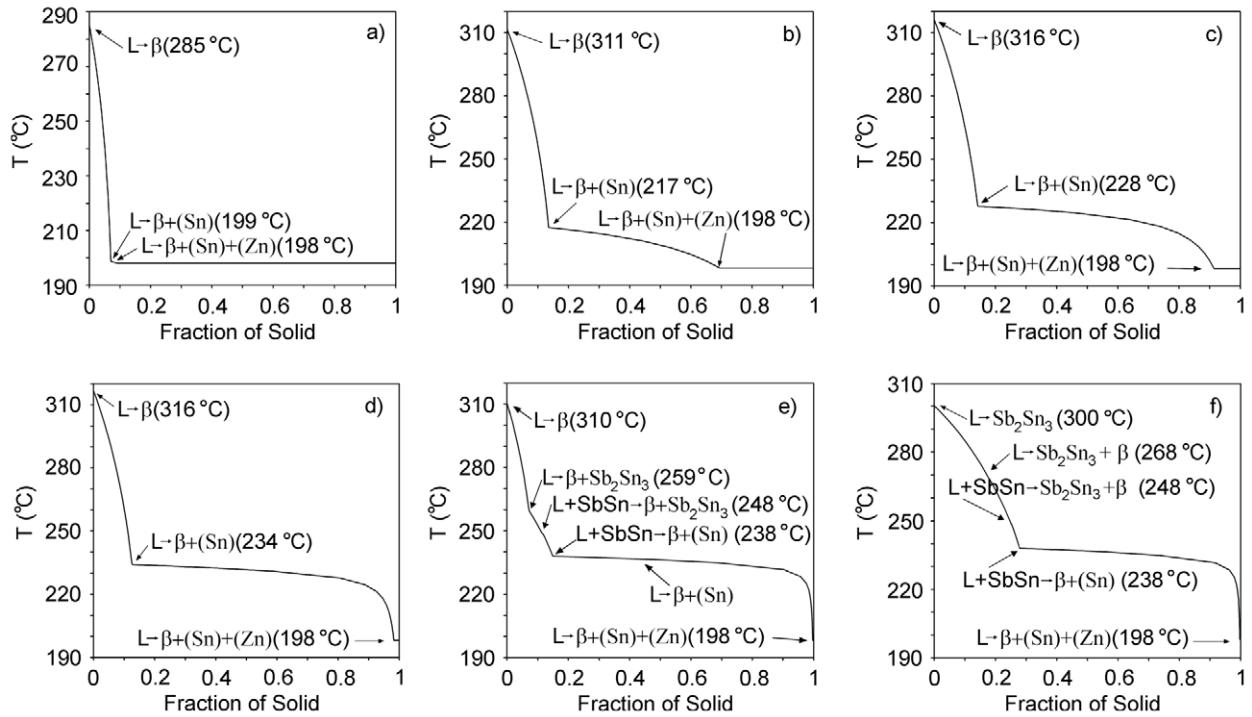 a)
T (°C)
290
270
250
230
210
190
L→β(285 °C)
L→β+(Sn)(199 °C)
L→β+(Sn)+(Zn)(198 °C)
0 0.2 0.4 0.6 0.8 1
Fraction of Solid
b)
T (°C)
310
280
250
220
190
L→β(311 °C)
L→β+(Sn)(217 °C)
L→β+(Sn)+(Zn)(198 °C)
0 0.2 0.4 0.6 0.8 1
Fraction of Solid
c)
T (°C)
310
280
250
220
190
L→β(316 °C)
L→β+(Sn)(228 °C)
L→β+(Sn)+(Zn)(198 °C)
0 0.2 0.4 0.6 0.8 1
Fraction of Solid
d)
T (°C)
310
280
250
220
190
L→β(316 °C)
L→β+(Sn)(234 °C)
L→β+(Sn)+(Zn)(198 °C)
0 0.2 0.4 0.6 0.8 1
Fraction of Solid
e)
T (°C)
310
280
250
220
190
L→β(310 °C)
L→β+Sb₂Sn₃ (259°C)
L+SbSn→β+Sb₂Sn₃ (248 °C)
L+SbSn→β+(Sn) (238 °C)
L→β+(Sn)
L→β+(Sn)+(Zn)(198 °C)
0 0.2 0.4 0.6 0.8 1
Fraction of Solid
f)
T (°C)
310
280
250
220
190
L→Sb₂Sn₃ (300 °C)
L→Sb₂Sn₃ + β (268 °C)
L+SbSn→Sb₂Sn₃+β (248 °C)
L+SbSn→β+(Sn) (238 °C)
L→β+(Sn)+(Zn) (198 °C)
0 0.2 0.4 0.6 0.8 1
Fraction of Solid